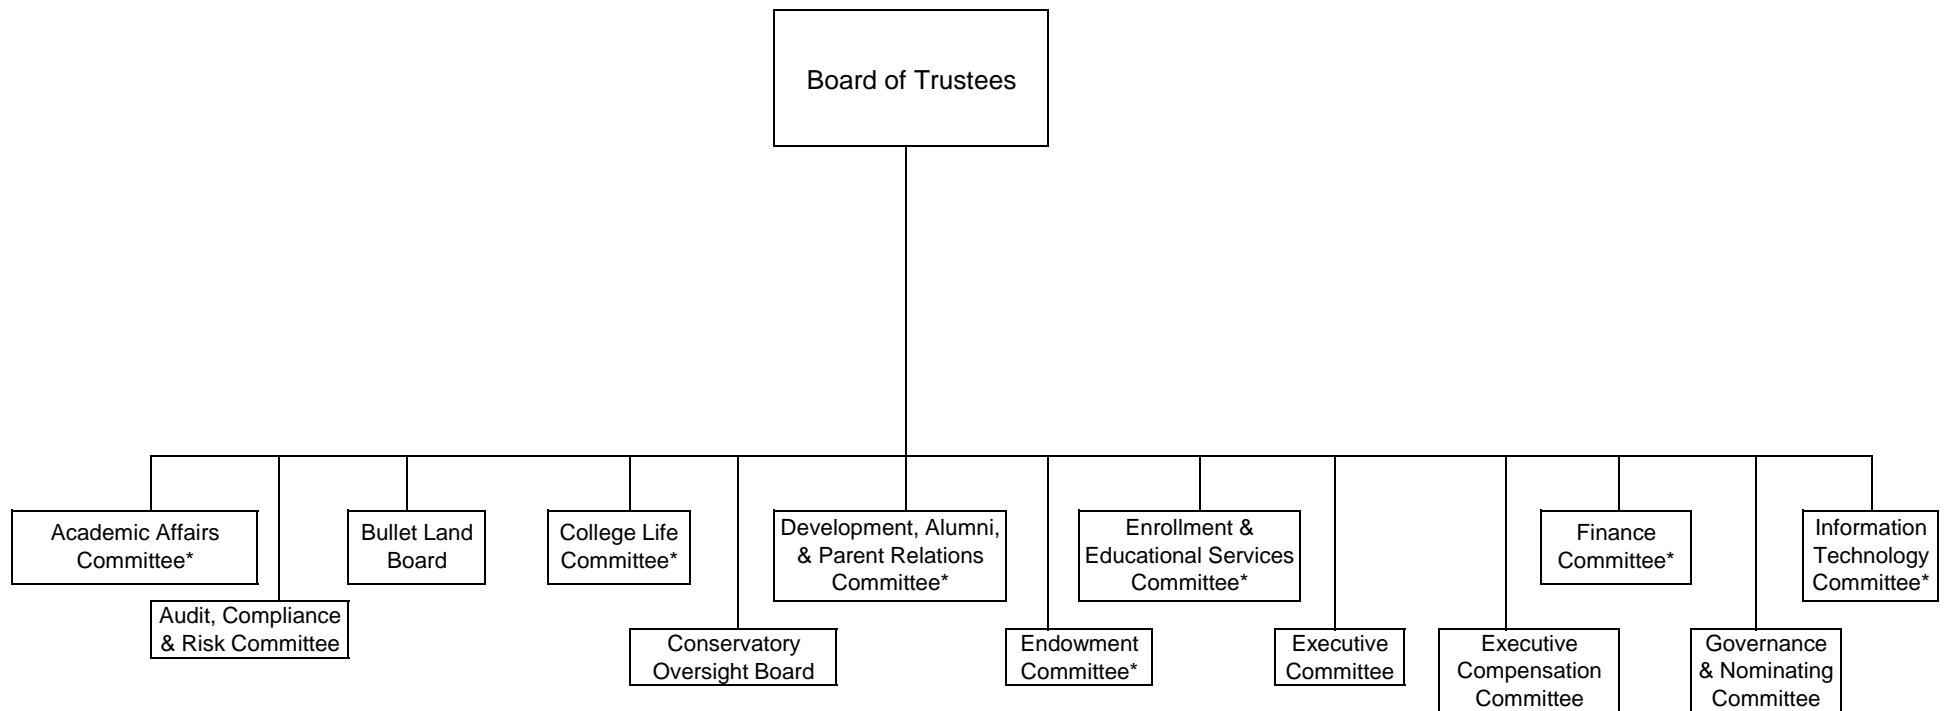 Board of Trustees
Academic Affairs
Committee*
Audit, Compliance
& Risk Committee
Bullet Land
Board
College Life
Committee*
Conservatory
Oversight Board
Development, Alumni,
& Parent Relations
Committee*
Endowment
Committee*
Enrollment &
Educational Services
Committee*
Executive
Committee
Executive
Compensation
Committee
Finance
Committee*
Governance
& Nominating
Committee
Information
Technology
Committee*